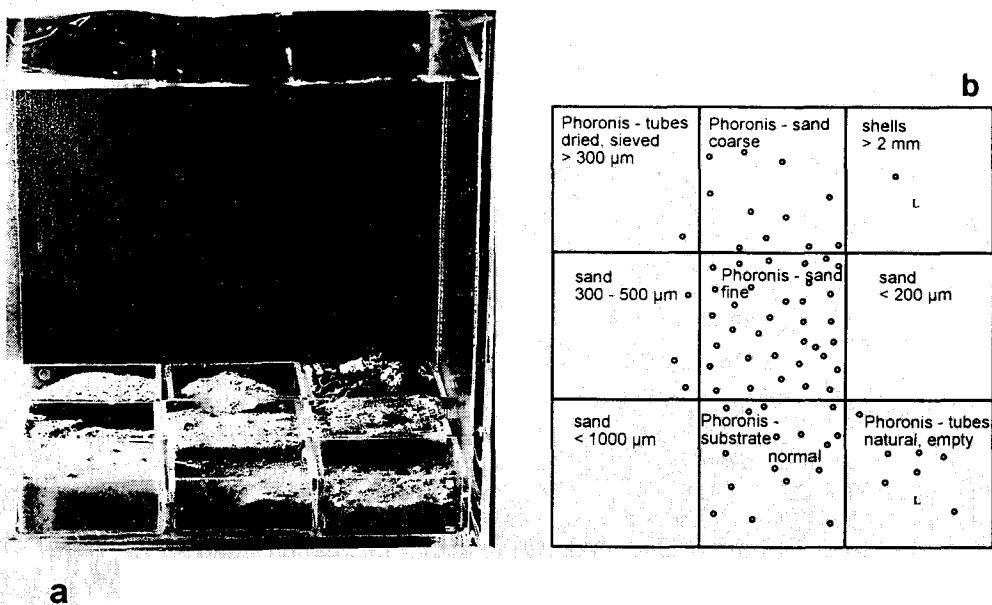 b
Phoronis - tubes
dried, sieved
> 300 µm
Phoronis - sand
coarse
shells
> 2 mm
L
sand
300 - 500 µm
Phoronis - sand
fine
sand
< 200 µm
sand
< 1000 µm
Phoronis -
substrate
normal
Phoronis - tubes
natural, empty
L
a